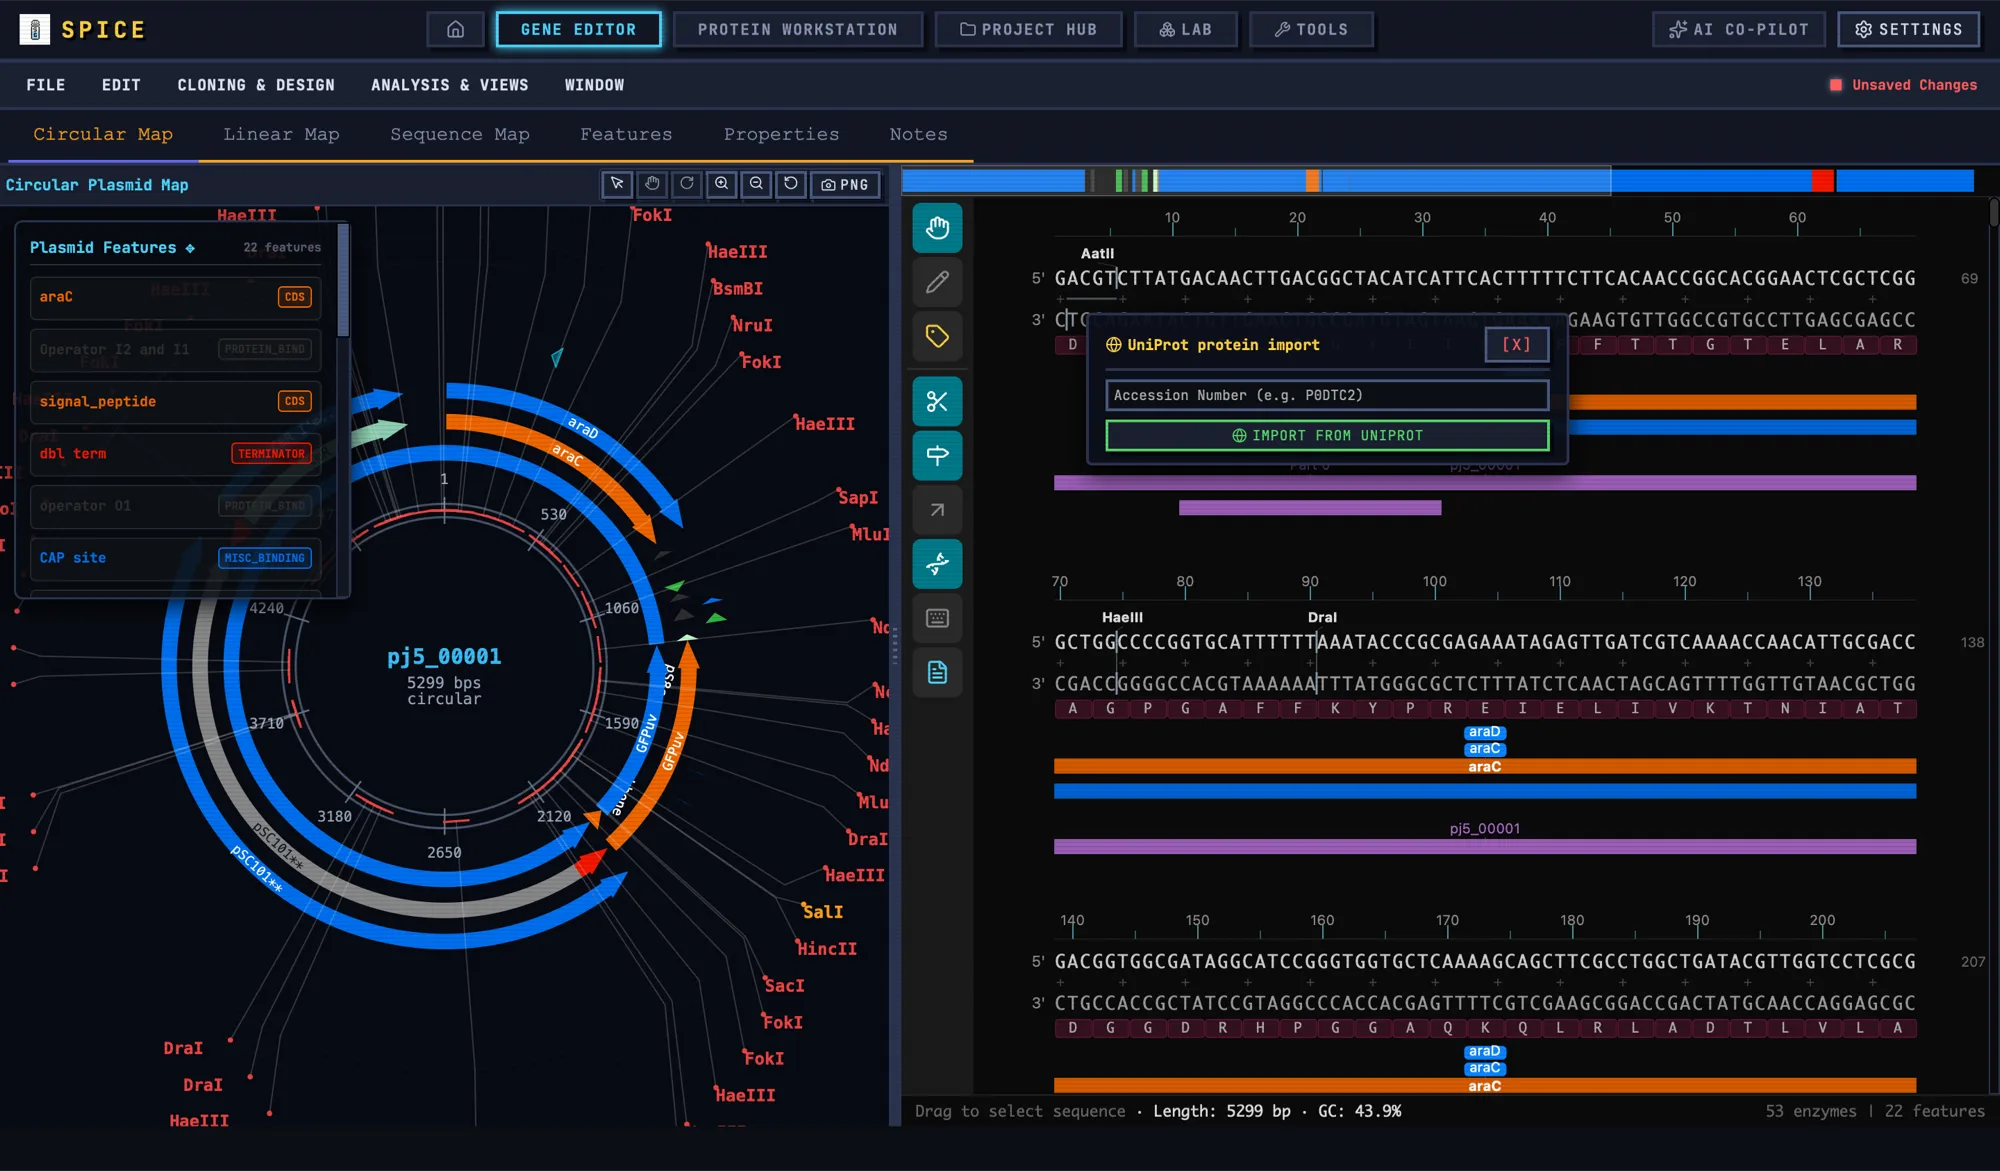 SPICE
GENE EDITOR
PROTEIN WORKSTATION
PROJECT HUB
LAB
TOOLS
AI CO-PILOT
SETTINGS
FILE
EDIT
CLONING & DESIGN
ANALYSIS & VIEWS
WINDOW
Unsaved Changes
Circular Map
Linear Map
Sequence Map
Features
Properties
Notes
Circular Plasmid Map
PNG
Plasmid Features
22 features
araC CDS
Operator I2 and I1 PROTEIN_BIND
signal_peptide CDS
dbl term TERMINATOR
operator O1 PROTEIN_BIND
CAP site MISC_BINDING
HaeIII
FokI
HaeIII
BsmBI
NruI
FokI
HaeIII
SapI
MluI
DraI
HaeIII
SalI
HincII
SacI
FokI
FokI
HaeIII
DraI
DraI
HaeIII
araD
araC
GFPuv
GFPuv
pSC101**
pSC101**
1
530
1060
1590
2120
2650
3180
3710
4240
pj5_00001
5299 bps
circular
10 20 30 40 50 60
AatII
5' GACGTCTTATGACAACTTGACGGCTACATCATTCACTTTTTCTTCACAACCGGCACGGAACTCGCTCGG 69
3'
GAAGTGTTGGCCGTGCCTTGAGCGAGCC
D
F T T G T E L A R
UniProt protein import
[X]
Accession Number (e.g. P0DTC2)
IMPORT FROM UNIPROT
pj5_00001
70 80 90 100 110 120 130
HaeIII DraI
5' GCTGGCCCCGGTGCATTTTTTAAATACCCGCGAGAAATAGAGTTGATCGTCAAAACCAACATTGCGACC 138
3' CGACCGGGGCCACGTAAAAAATTTATGGGCGCTCTTTATCTCAACTAGCAGTTTTGGTTGTAACGCTGG
A G P G A F F K Y P R E I E L I V K T N I A T
araD
araC
araC
pj5_00001
140 150 160 170 180 190 200
5' GACGGTGGCGATAGGCATCCGGGTGGTGCTCAAAAGCAGCTTCGCCTGGCTGATACGTTGGTCCTCGCG 207
3' CTGCCACCGCTATCCGTAGGCCCACCACGAGTTTTCGTCGAAGCGGACCGACTATGCAACCAGGAGCGC
D G G D R H P G G A Q K Q L R L A D T L V L A
araD
araC
araC
Drag to select sequence · Length: 5299 bp · GC: 43.9%
53 enzymes | 22 features